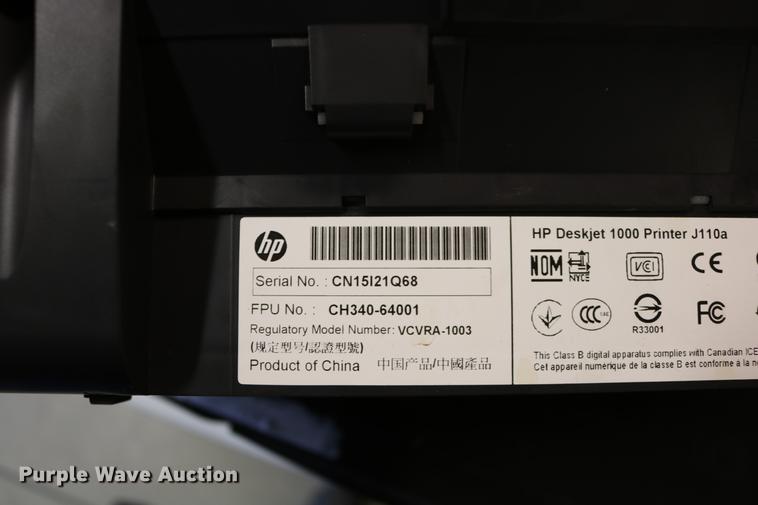 hp
Serial No. : CN15I21Q68
FPU No. : CH340-64001
Regulatory Model Number: VCVRA-1003
(规定型号/認證型號)
Product of China 中国产品/中國產品
HP Deskjet 1000 Printer J110a
NOM
NYCE
VCI
CE
CCC
R33001
FC
This Class B digital apparatus complies with Canadian ICE
Cet appareil numérique de la classe B est conforme à la no
Purple Wave Auction